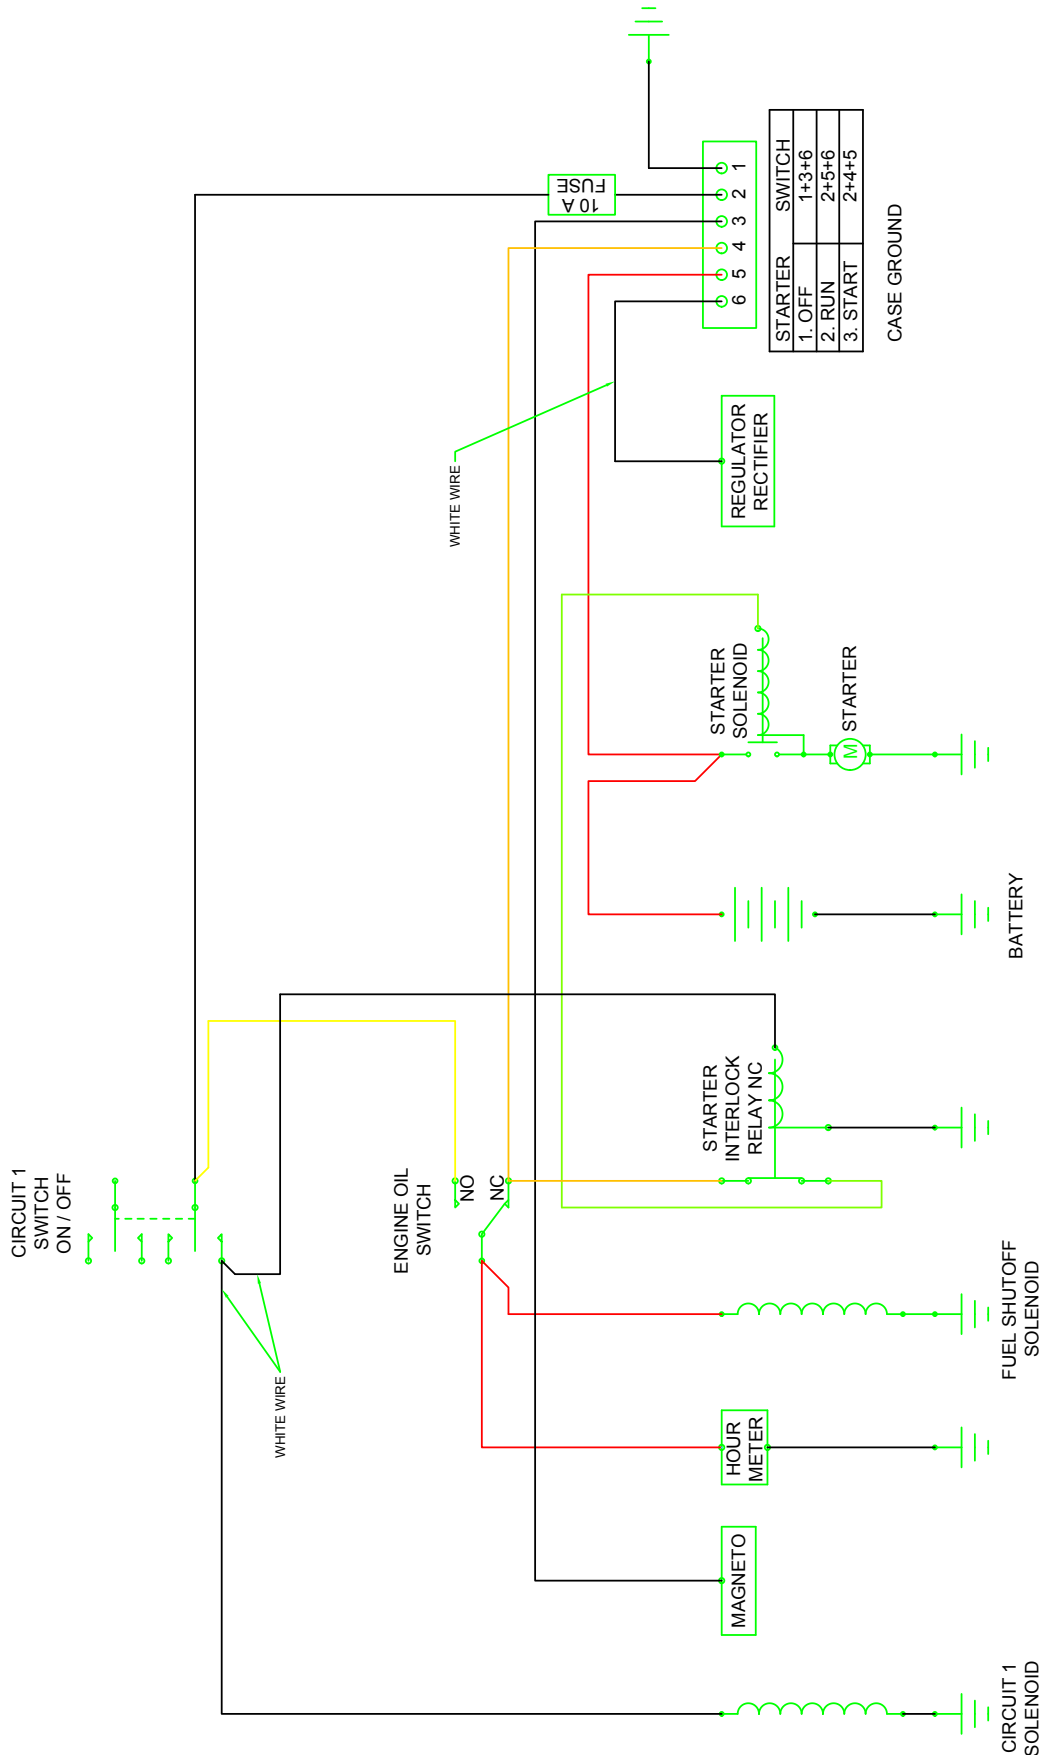 CIRCUIT 1
SWITCH
ON / OFF
ENGINE OIL
SWITCH
NO
NC
WHITE WIRE
WHITE WIRE
10 A
FUSE
1
2
3
4
5
6
STARTER SWITCH
1. OFF 1+3+6
2. RUN 2+5+6
3. START 2+4+5
CASE GROUND
CIRCUIT 1
SOLENOID
MAGNETO
HOUR
METER
FUEL SHUTOFF
SOLENOID
STARTER
INTERLOCK
RELAY NC
BATTERY
STARTER
SOLENOID
M
STARTER
REGULATOR
RECTIFIER